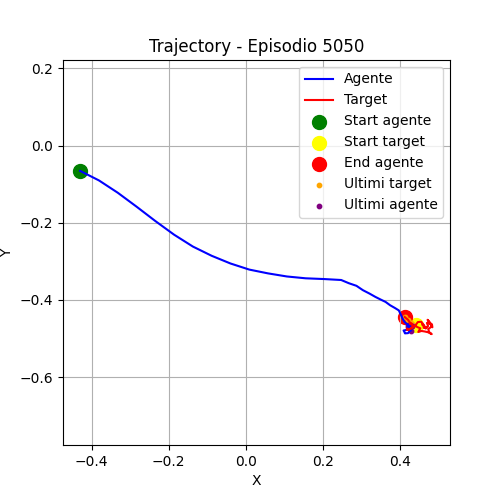 Trajectory - Episodio 5050
Agente
Target
Start agente
Start target
End agente
Ultimi target
Ultimi agente
0.2
0.0
−0.2
−0.4
−0.6
Y
−0.4
−0.2
0.0
0.2
0.4
X